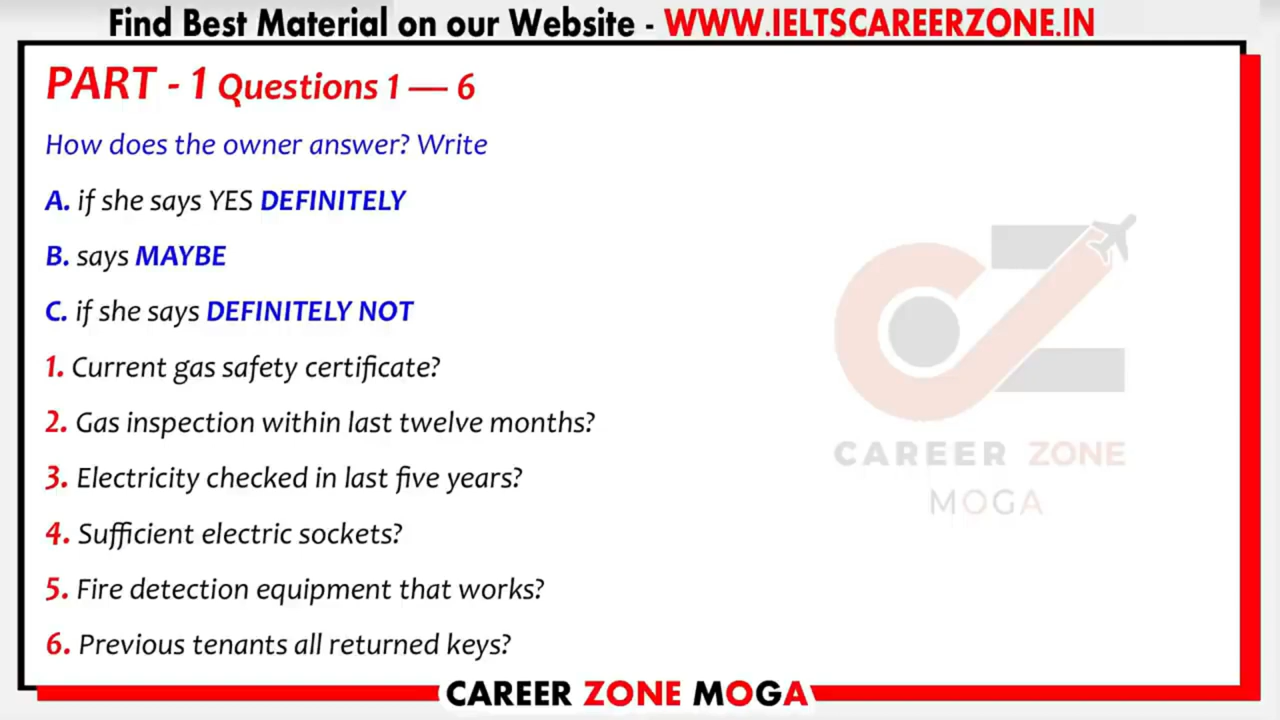 Find Best Material on our Website - WWW.IELTSCAREERZONE.IN
PART - 1 Questions 1 — 6
How does the owner answer? Write
A. if she says YES DEFINITELY
B. says MAYBE
C. if she says DEFINITELY NOT
1. Current gas safety certificate?
2. Gas inspection within last twelve months?
3. Electricity checked in last five years?
4. Sufficient electric sockets?
5. Fire detection equipment that works?
6. Previous tenants all returned keys?
CAREER ZONE
MOGA
CAREER ZONE MOGA